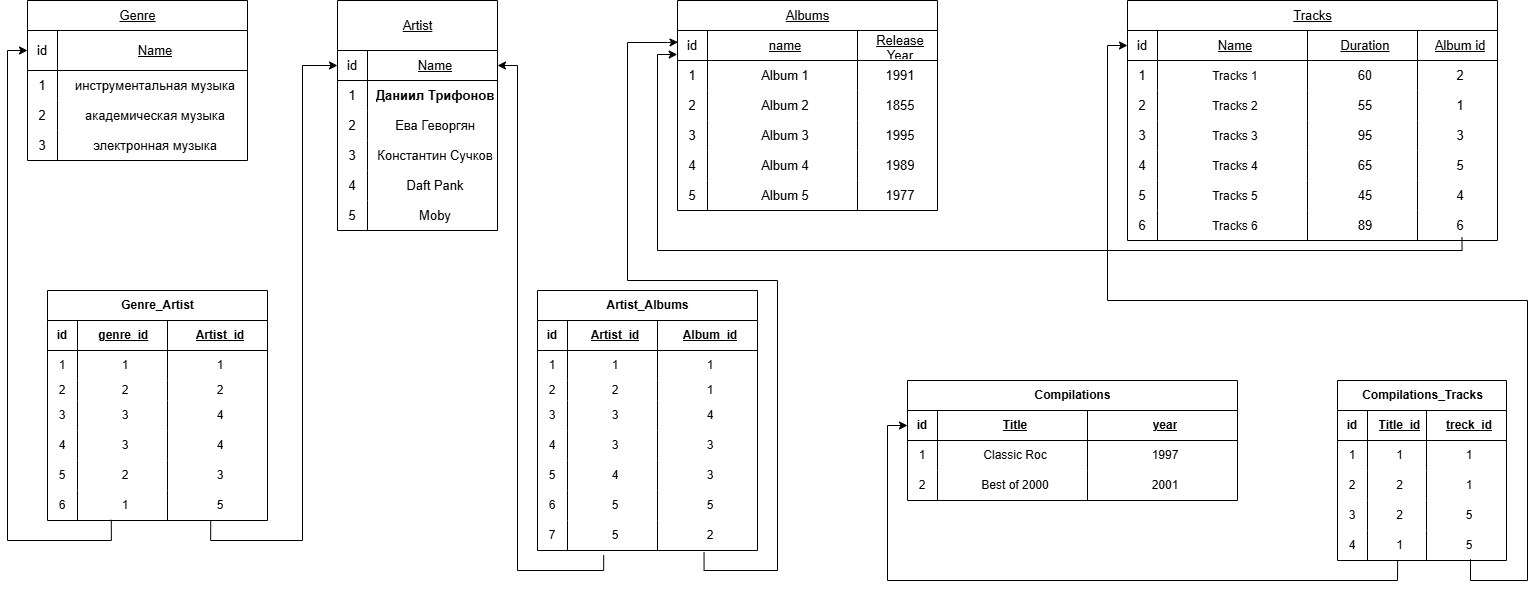 Genre
id Name
1 инструментальная музыка
2 академическая музыка
3 электронная музыка
Artist
id Name
1 Даниил Трифонов
2 Ева Геворгян
3 Константин Сучков
4 Daft Pank
5 Moby
Albums
id name Release Year
1 Album 1 1991
2 Album 2 1855
3 Album 3 1995
4 Album 4 1989
5 Album 5 1977
Tracks
id Name Duration Album id
1 Tracks 1 60 2
2 Tracks 2 55 1
3 Tracks 3 95 3
4 Tracks 4 65 5
5 Tracks 5 45 4
6 Tracks 6 89 6
Genre_Artist
id genre_id Artist_id
1 1 1
2 2 2
3 3 4
4 3 4
5 2 3
6 1 5
Artist_Albums
id Artist_id Album_id
1 1 1
2 2 1
3 3 4
4 3 3
5 4 3
6 5 5
7 5 2
Compilations
id Title year
1 Classic Roc 1997
2 Best of 2000 2001
Compilations_Tracks
id Title_id treck_id
1 1 1
2 2 1
3 2 5
4 1 5